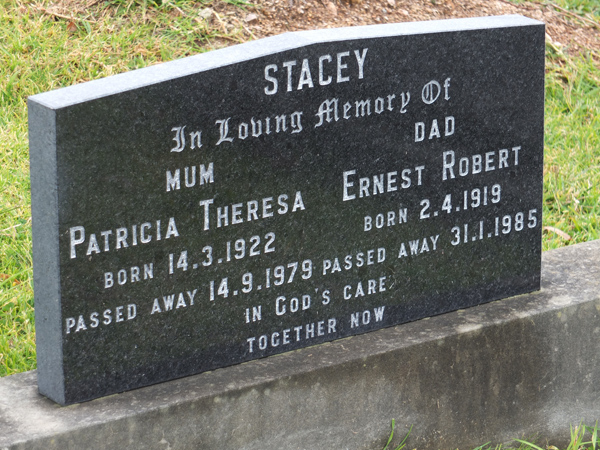 STACEY
In Loving Memory Of
MUM
PATRICIA THERESA
BORN 14.3.1922
PASSED AWAY 14.9.1979
DAD
ERNEST ROBERT
BORN 2.4.1919
PASSED AWAY 31.1.1985
IN GOD'S CARE
TOGETHER NOW